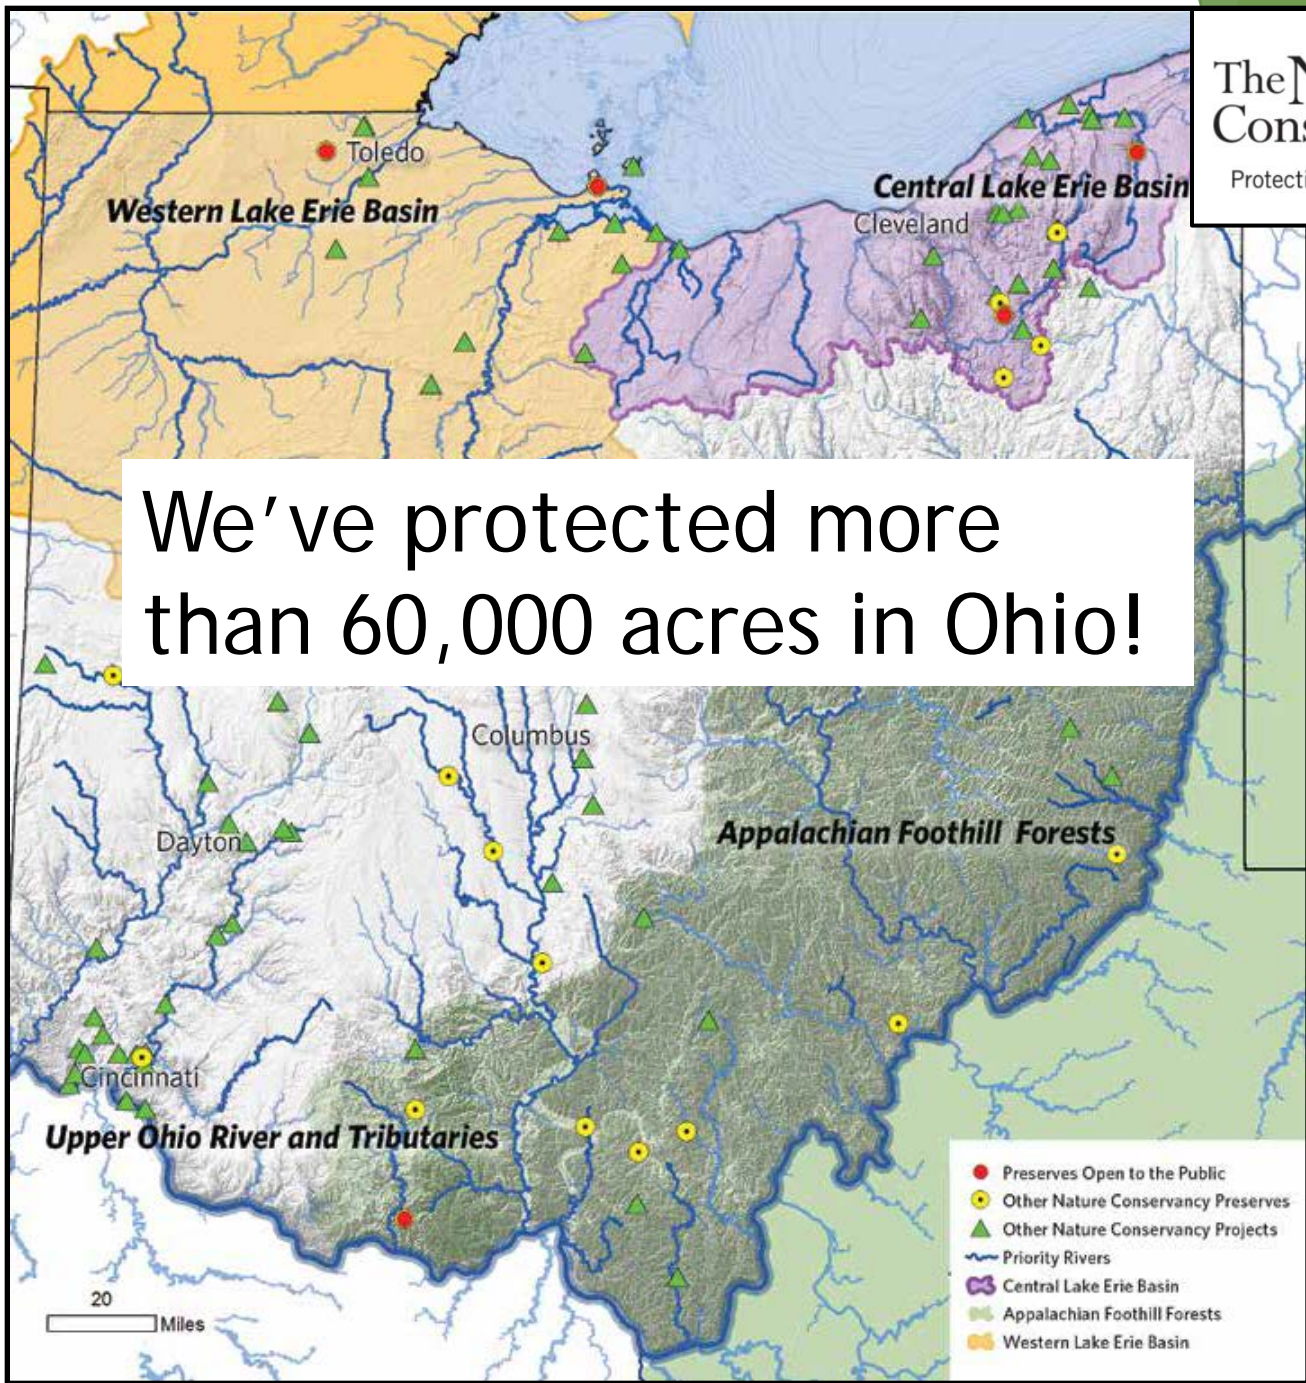 The N
Cons
Protecti
Toledo
Western Lake Erie Basin
Central Lake Erie Basin
Cleveland
We've protected more
than 60,000 acres in Ohio!
Columbus
Dayton
Appalachian Foothill Forests
Cincinnati
Upper Ohio River and Tributaries
Preserves Open to the Public
Other Nature Conservancy Preserves
Other Nature Conservancy Projects
Priority Rivers
Central Lake Erie Basin
Appalachian Foothill Forests
Western Lake Erie Basin
20
Miles